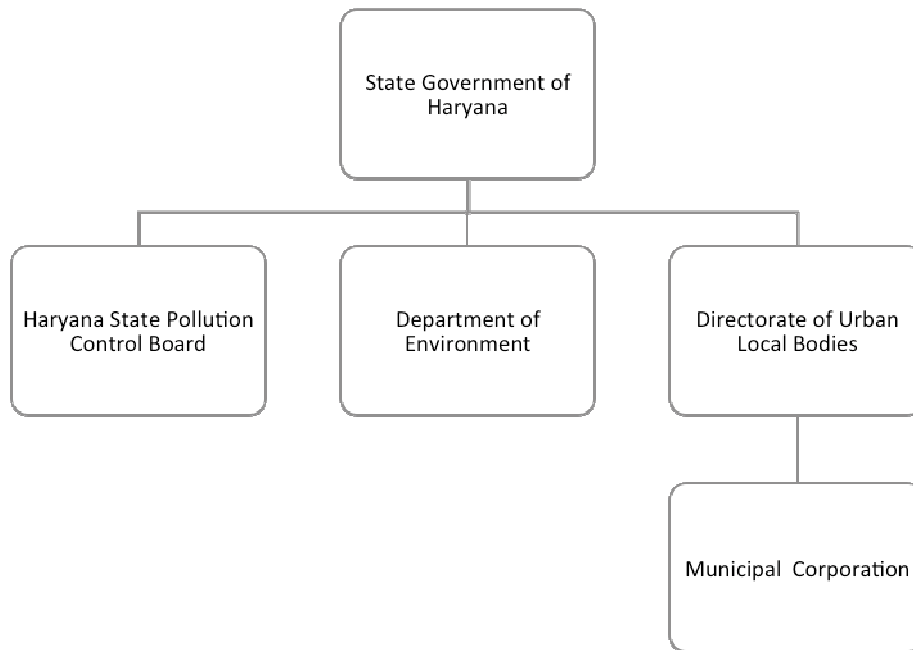 State Government of
Haryana
Haryana State Pollution
Control Board
Department of
Environment
Directorate of Urban
Local Bodies
Municipal  Corporation